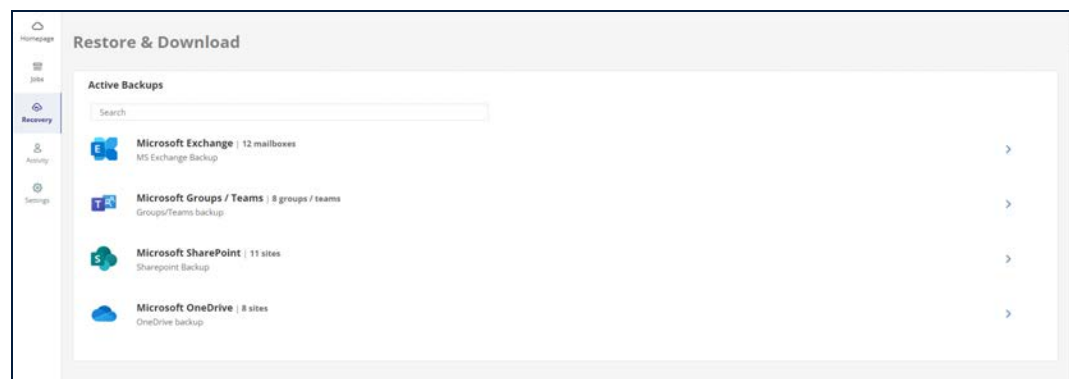 Homepage
Restore & Download
Jobs
Active Backups
Search
Recovery
Microsoft Exchange | 12 mailboxes
MS Exchange Backup
Activity
Settings
Microsoft Groups / Teams | 8 groups / teams
Groups/Teams backup
Microsoft SharePoint | 11 sites
Sharepoint Backup
Microsoft OneDrive | 8 sites
OneDrive backup